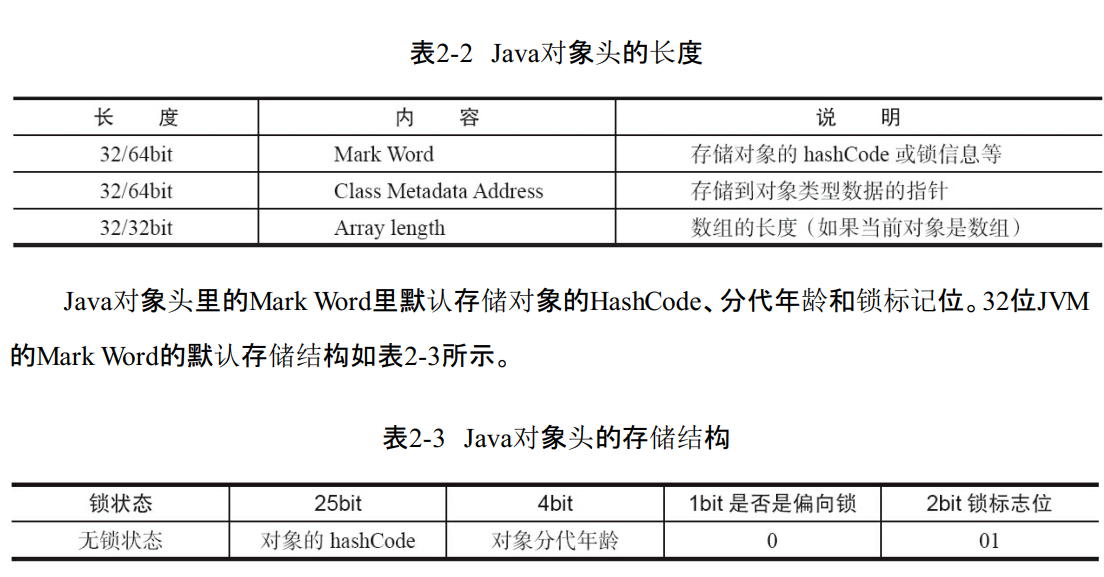 表2-2 Java对象头的长度
长 度 内 容 说 明
32/64bit Mark Word 存储对象的 hashCode 或锁信息等
32/64bit Class Metadata Address 存储到对象类型数据的指针
32/32bit Array length 数组的长度（如果当前对象是数组）
Java对象头里的Mark Word里默认存储对象的HashCode、分代年龄和锁标记位。32位JVM
的Mark Word的默认存储结构如表2-3所示。
表2-3 Java对象头的存储结构
锁状态 25bit 4bit 1bit 是否是偏向锁 2bit 锁标志位
无锁状态 对象的 hashCode 对象分代年龄 0 01